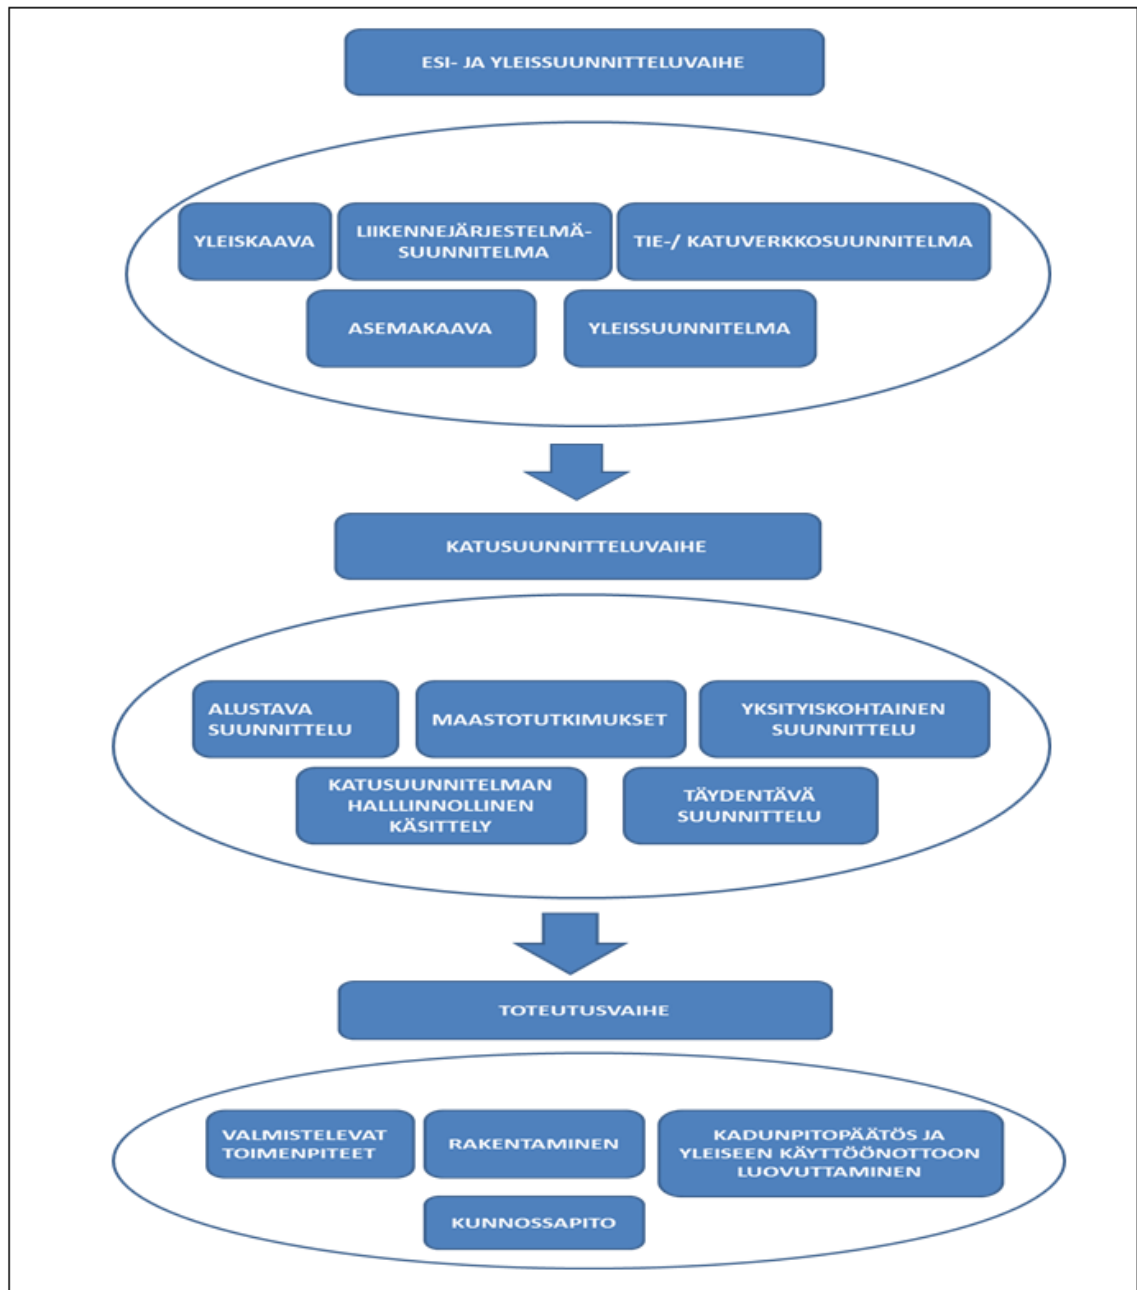 ESI- JA YLEISSUUNNITTELUVAIHE
YLEISKAAVA
LIIKENNEJÄRJESTELMÄ-
SUUNNITELMA
TIE-/ KATUVERKKOSUUNNITELMA
ASEMAKAAVA
YLEISSUUNNITELMA
KATUSUUNNITTELUVAIHE
ALUSTAVA
SUUNNITTELU
MAASTOTUTKIMUKSET
YKSITYISKOHTAINEN
SUUNNITTELU
KATUSUUNNITELMAN
HALLLINNOLLINEN
KÄSITTELY
TÄYDENTÄVÄ
SUUNNITTELU
TOTEUTUSVAIHE
VALMISTELEVAT
TOIMENPITEET
RAKENTAMINEN
KADUNPITOPÄÄTÖS JA
YLEISEEN KÄYTTÖÖNOTTOON
LUOVUTTAMINEN
KUNNOSSAPITO